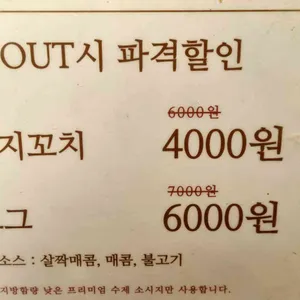 OUT시 파격할인
6000원
지꼬치 4000원
7000원
그 6000원
소스 : 살짝매콤, 매콤, 불고기
지방함량 낮은 프리미엄 수제 소시지만 사용합니다.